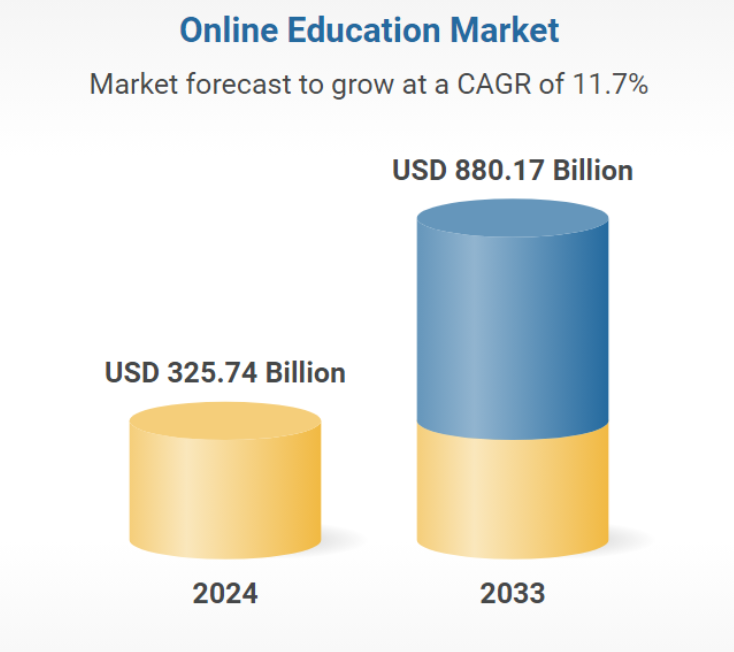 Online Education Market
Market forecast to grow at a CAGR of 11.7%
USD 880.17 Billion
USD 325.74 Billion
2024
2033